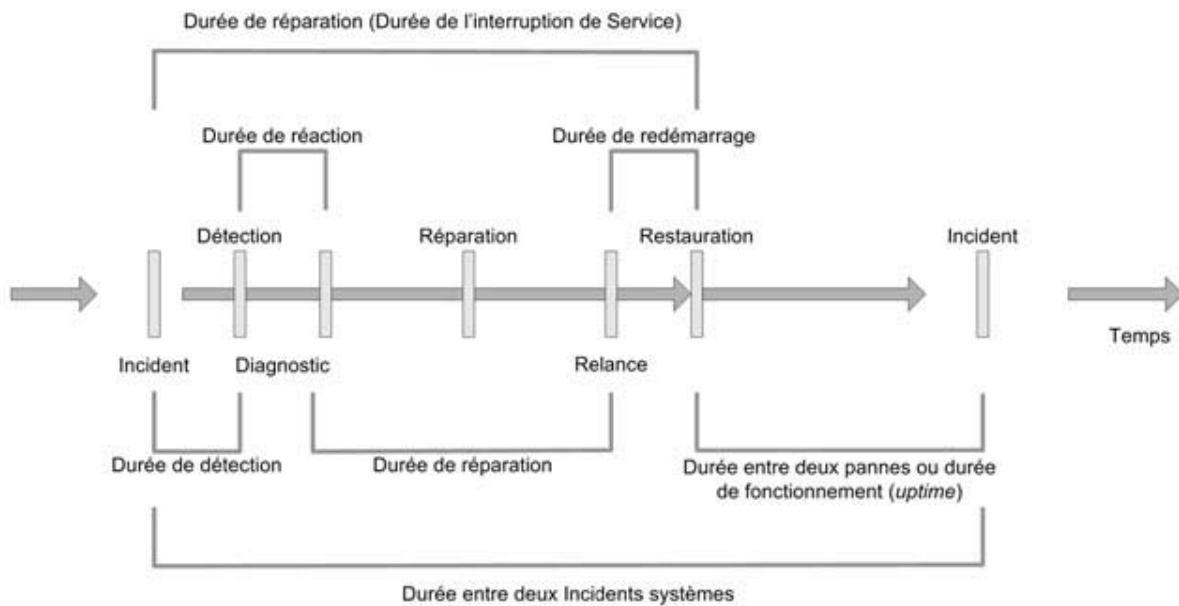 Durée de réparation (Durée de l'interruption de Service)
Durée de réaction
Durée de redémarrage
Détection
Réparation
Restauration
Incident
Temps
Incident
Diagnostic
Relance
Durée de détection
Durée de réparation
Durée entre deux pannes ou durée
de fonctionnement (uptime)
Durée entre deux Incidents systèmes